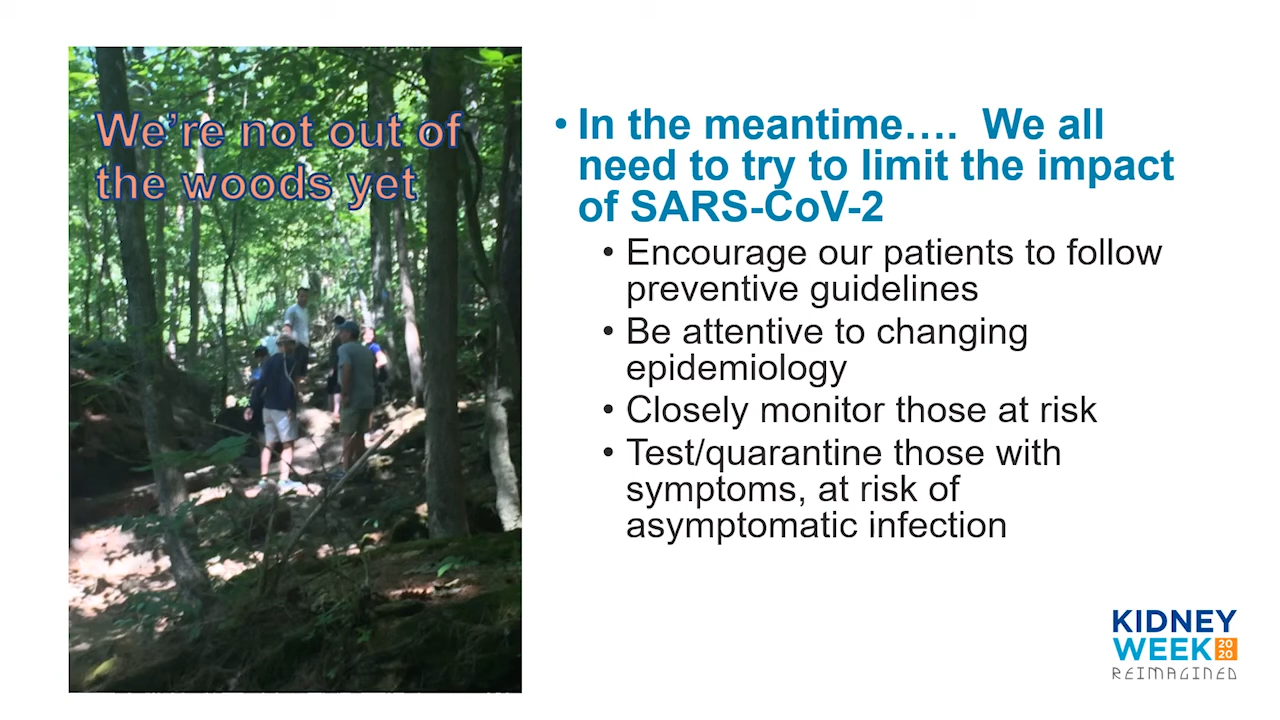 We're not out of
the woods yet
• In the meantime…. We all
need to try to limit the impact
of SARS-CoV-2
• Encourage our patients to follow
preventive guidelines
• Be attentive to changing
epidemiology
• Closely monitor those at risk
• Test/quarantine those with
symptoms, at risk of
asymptomatic infection
KIDNEY
WEEK 2020
REIMAGINED